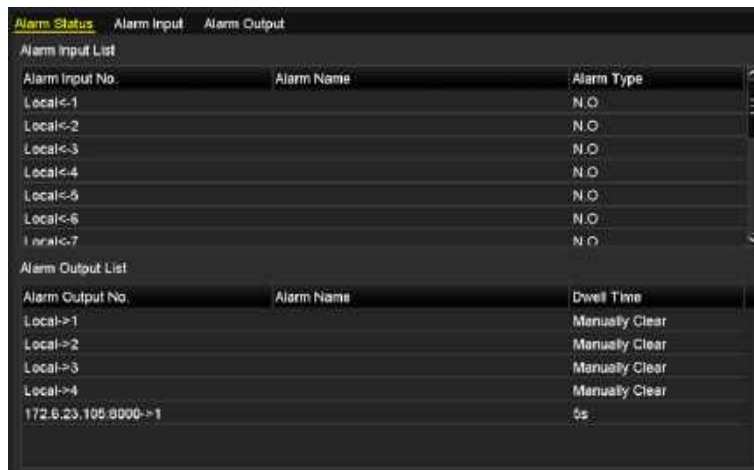 Alarm Status Alarm Input Alarm Output
Alarm Input List
Alarm Input No. Alarm Name Alarm Type
Local<-1 N.O
Local<-2 N.O
Local<-3 N.O
Local<-4 N.O
Local<-5 N.O
Local<-6 N.O
Local<-7 N.O
Alarm Output List
Alarm Output No. Alarm Name Dwell Time
Local->1 Manually Clear
Local->2 Manually Clear
Local->3 Manually Clear
Local->4 Manually Clear
172.6.23.105:8000->1 5s